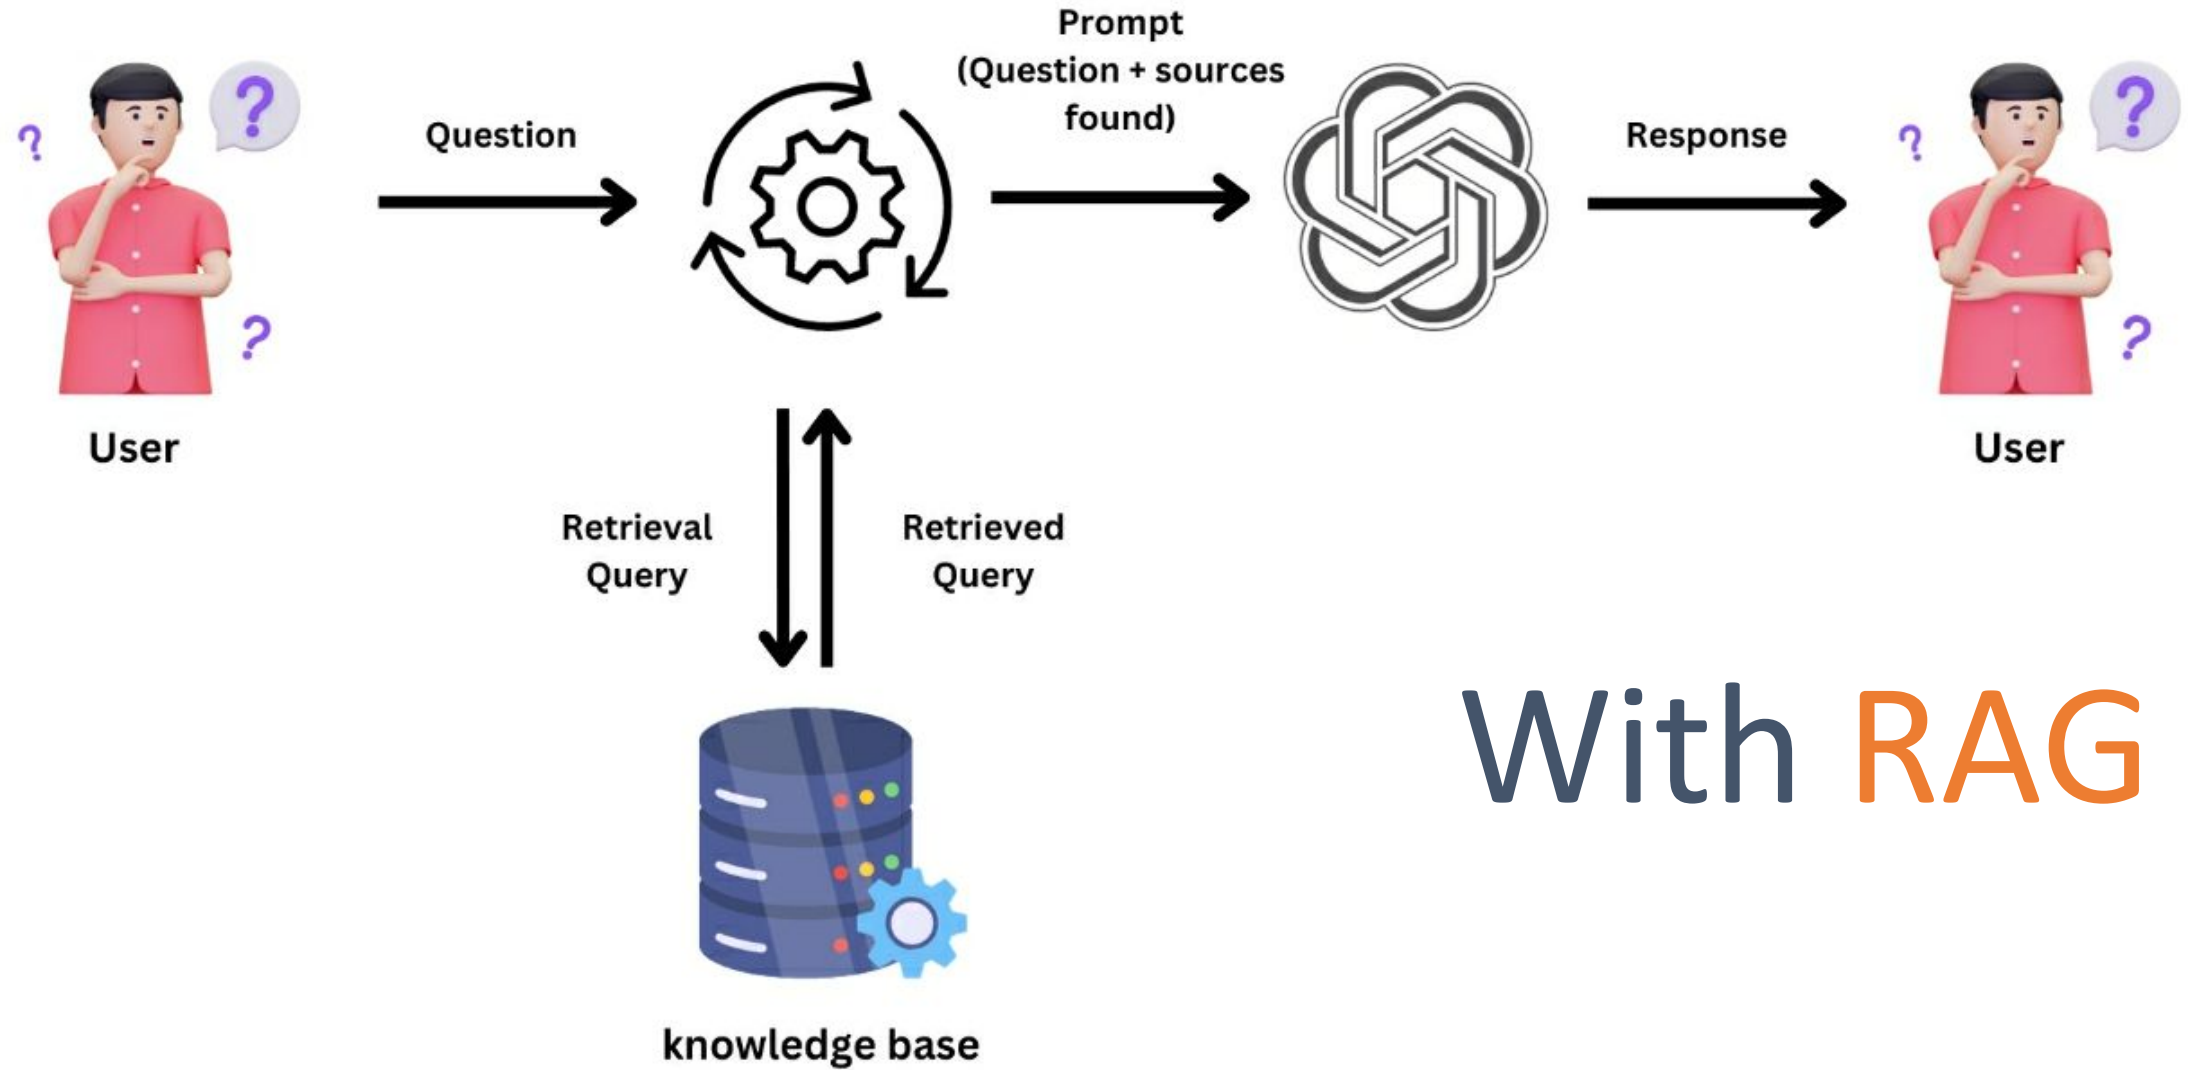 Prompt
(Question + sources
found)
?
?
Question
Response
?
?
?
User
?
User
Retrieval
Query
Retrieved
Query
With RAG
knowledge base